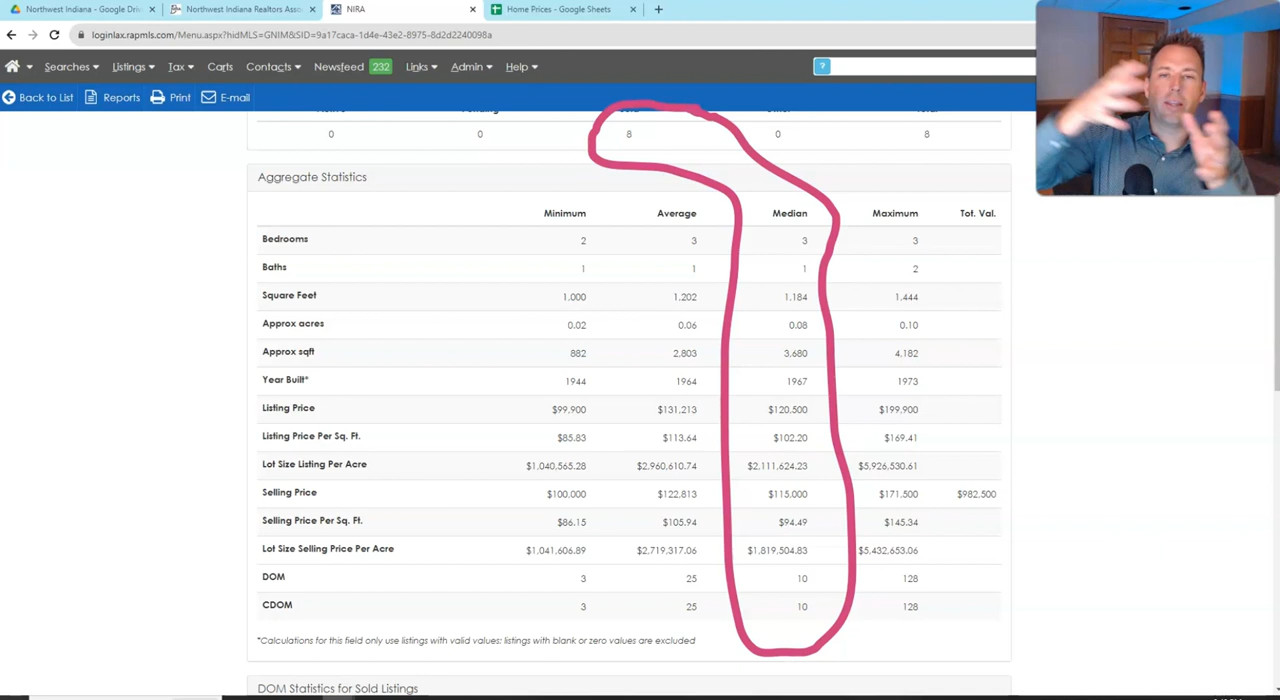 Northwest Indiana - Google Driv
Northwest Indiana Realtors Asso
NIRA
Home Prices - Google Sheets
loginlax.rapmls.com/Menu.aspx?hidMLS=GNIM&SID=9a17caca-1d4e-43e2-8975-8d2d2240098a
Searches Listings Tax Carts Contacts Newsfeed 232 Links Admin Help ?
Back to List Reports Print E-mail
0 0 8 0 8
Aggregate Statistics
Minimum Average Median Maximum Tot. Val.
Bedrooms 2 3 3 3
Baths 1 1 1 2
Square Feet 1,000 1,202 1,184 1,444
Approx acres 0.02 0.06 0.08 0.10
Approx sqft 882 2,803 3,680 4,182
Year Built* 1944 1964 1967 1973
Listing Price $99,900 $131,213 $120,500 $199,900
Listing Price Per Sq. Ft. $85.83 $113.64 $102.20 $169.41
Lot Size Listing Per Acre $1,040,565.28 $2,960,610.74 $2,111,624.23 $5,926,530.61
Selling Price $100,000 $122,813 $115,000 $171,500 $982,500
Selling Price Per Sq. Ft. $86.15 $105.94 $94.49 $145.34
Lot Size Selling Price Per Acre $1,041,606.89 $2,719,317.06 $1,819,504.83 $5,432,653.06
DOM 3 25 10 128
CDOM 3 25 10 128
*Calculations for this field only use listings with valid values; listings with blank or zero values are excluded
DOM Statistics for Sold Listings